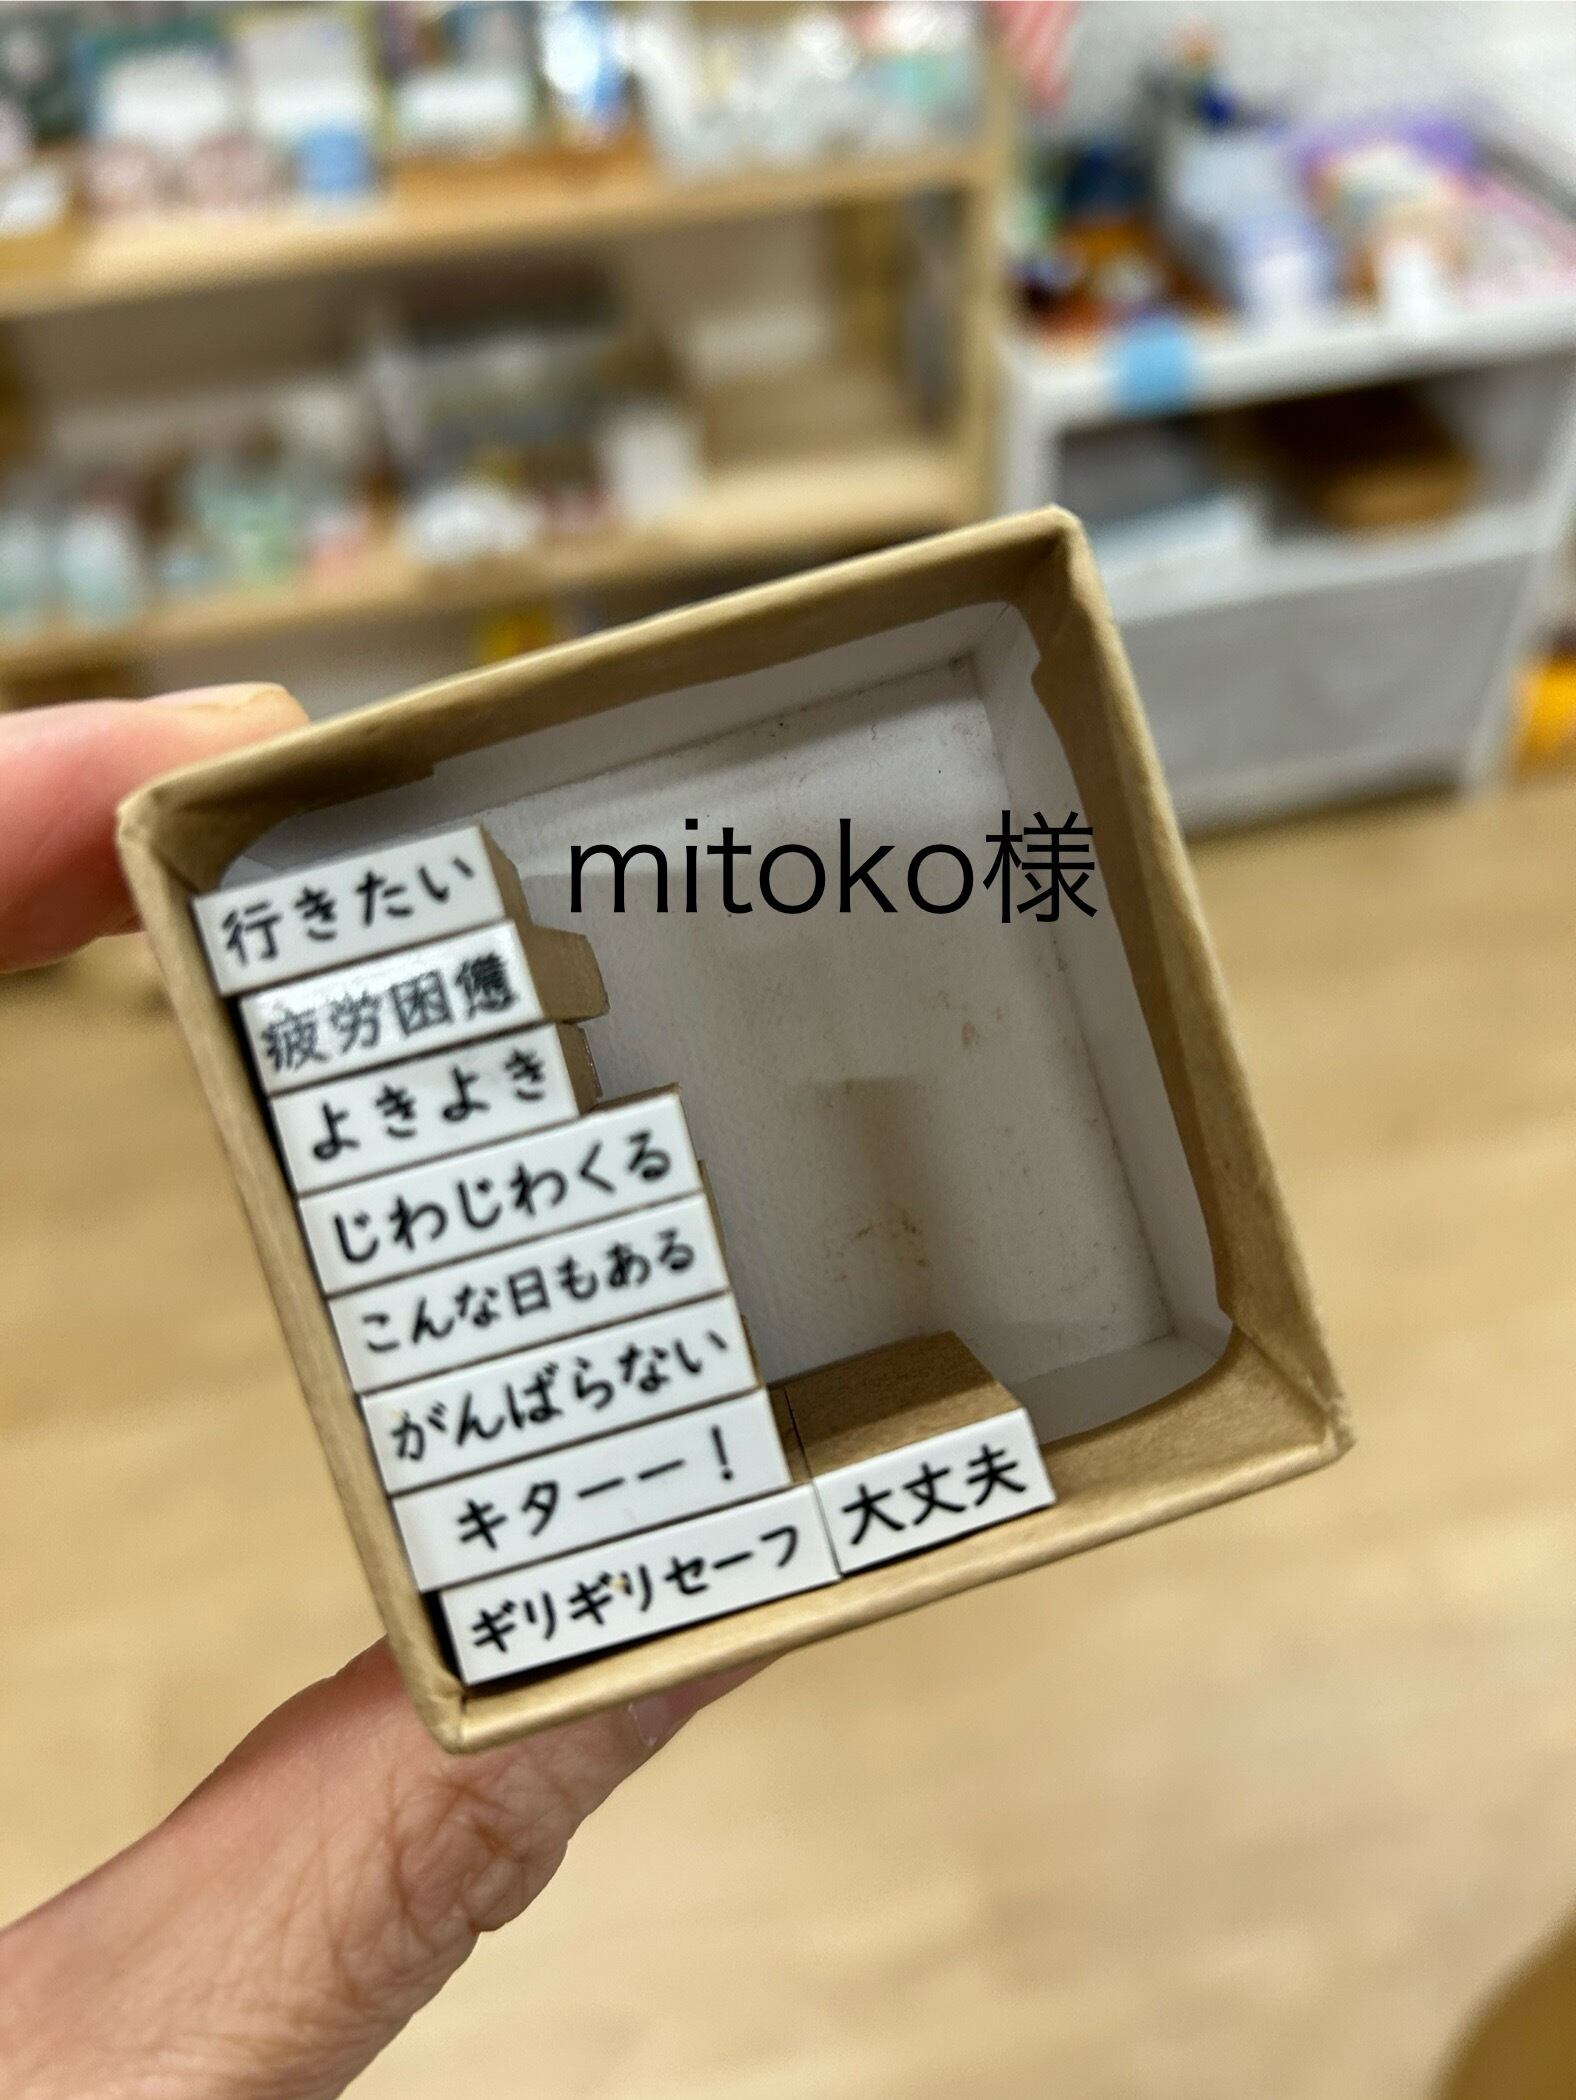 mitoko様
行きたい
疲労困憊
よきよき
じわじわくる
こんな日もある
がんばらない
キターー！
ギリギリセーフ
大丈夫